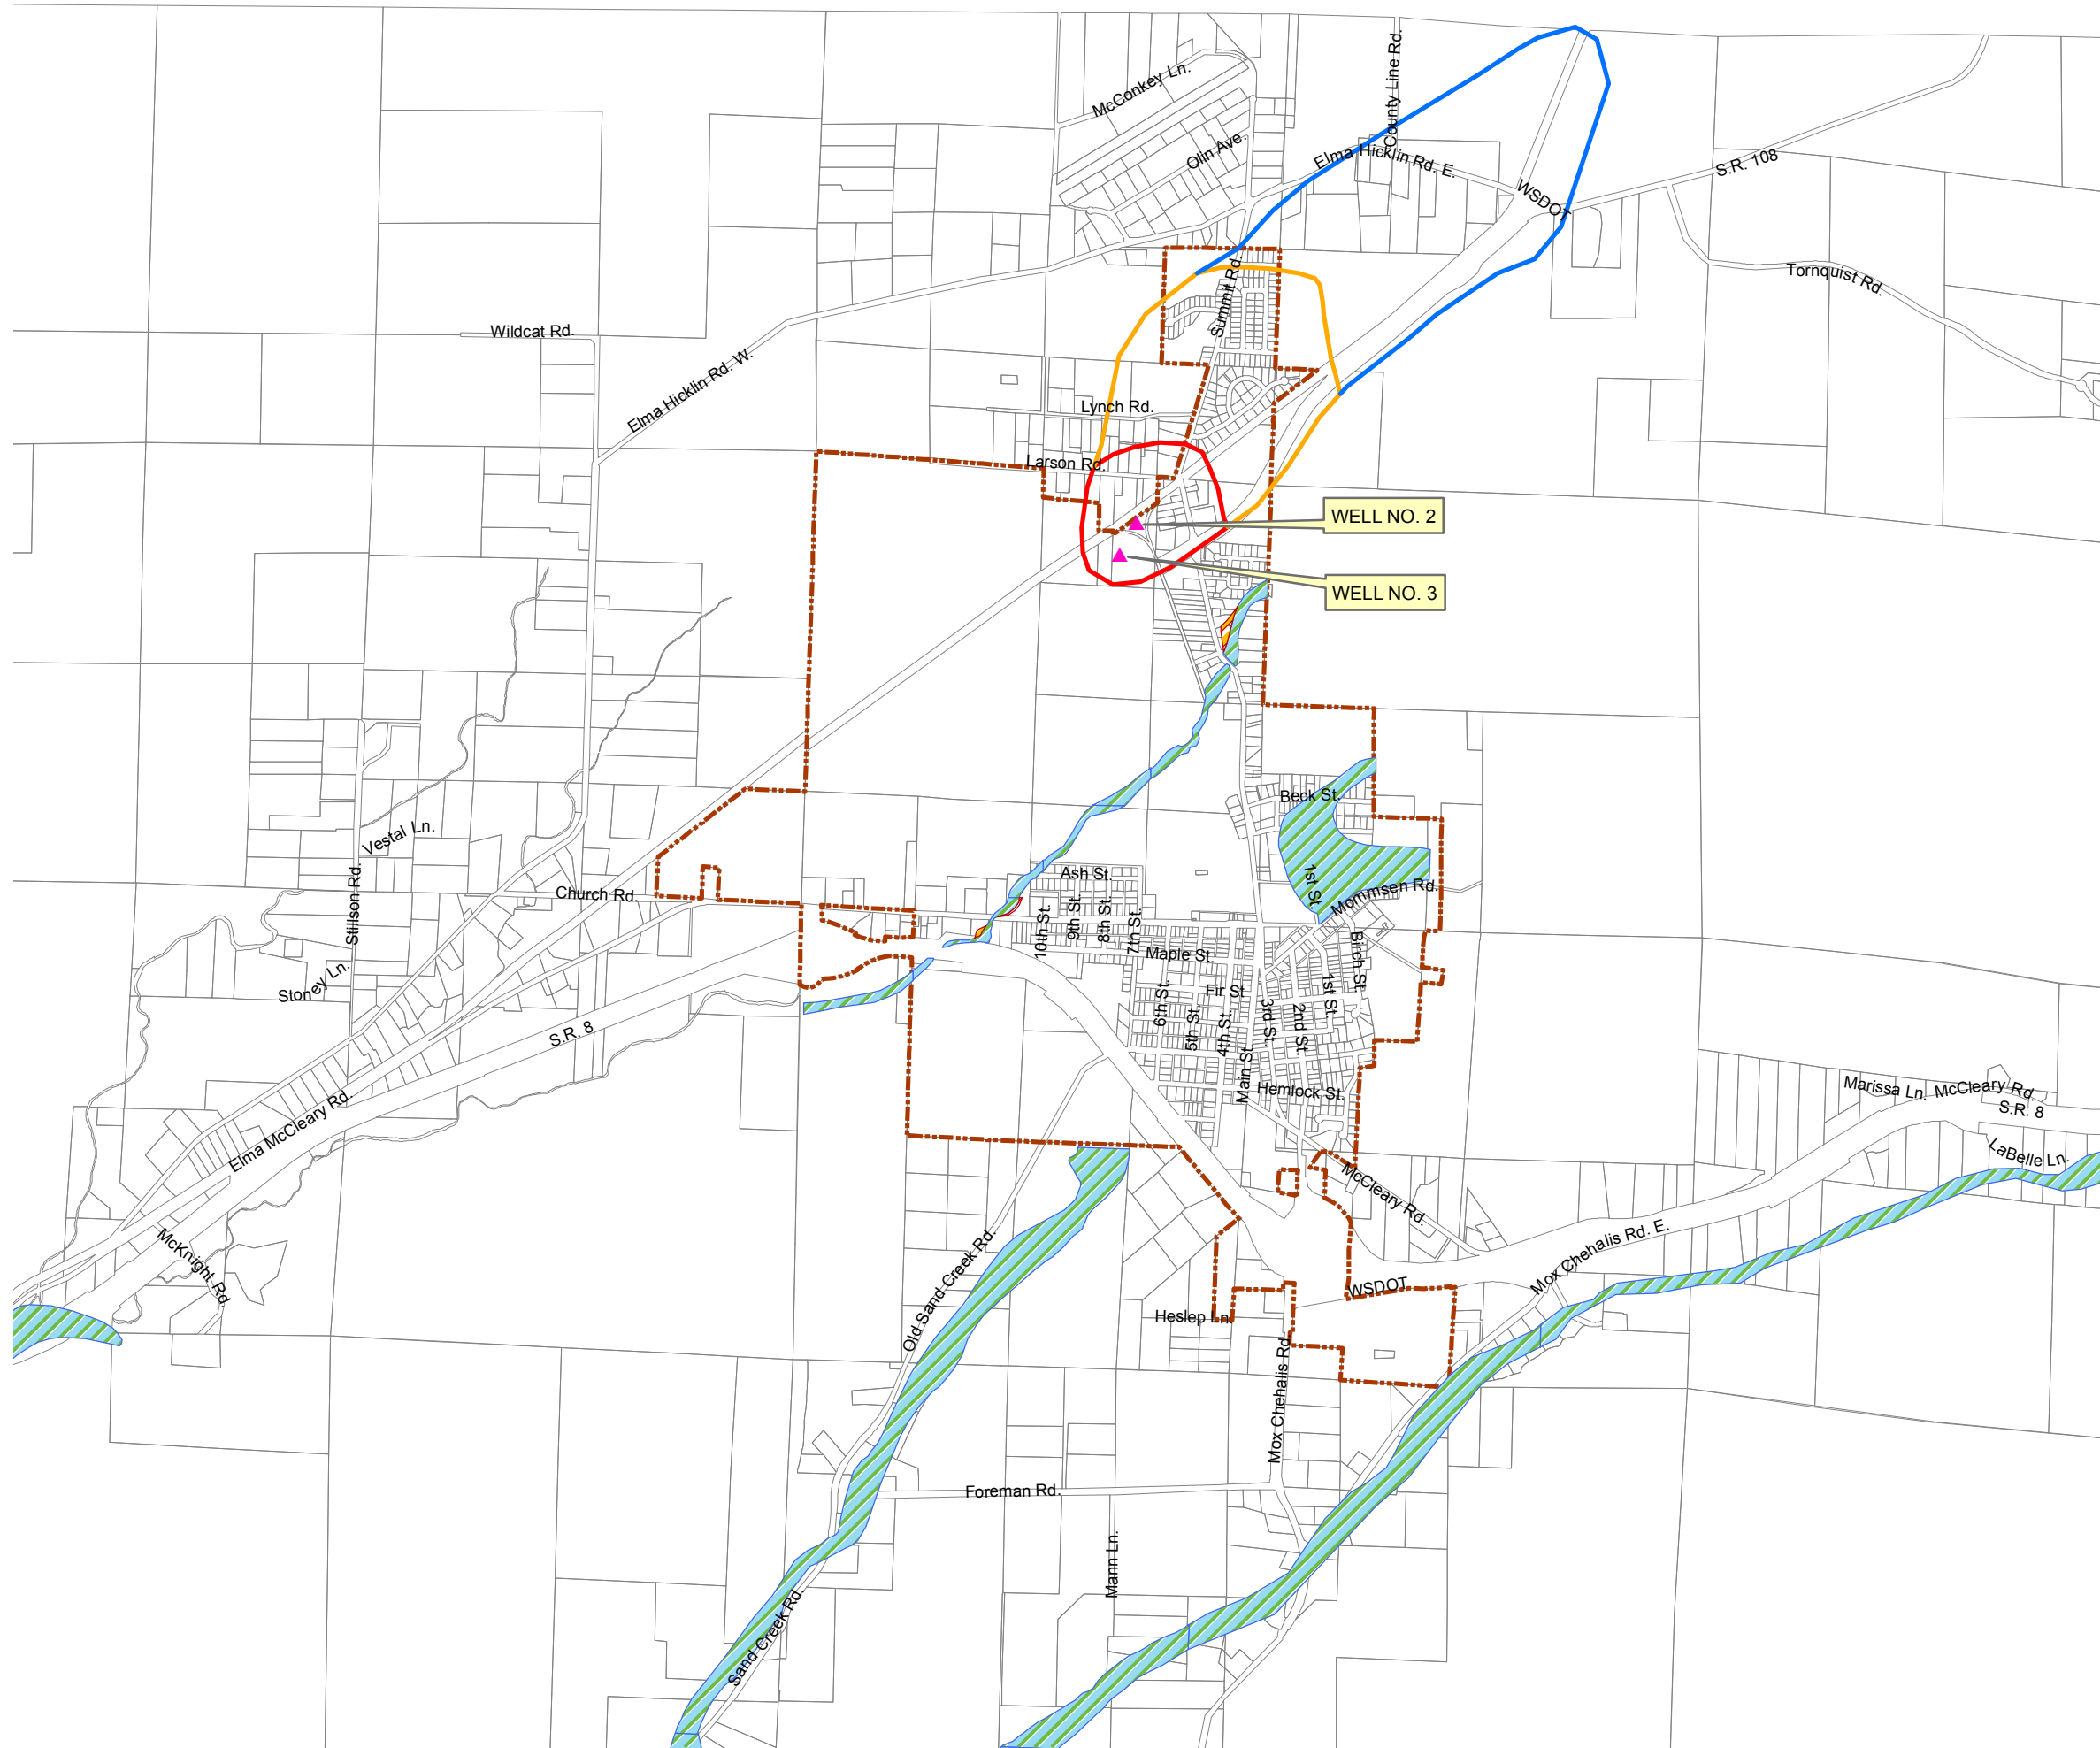 McConkey Ln.
County Line Rd.
Olin Ave.
Elma Hicklin Rd. E.
S.R. 108
WSDOT
Tornquist Rd.
Summit Rd.
Wildcat Rd.
Elma Hicklin Rd. W.
Lynch Rd.
Larson Rd.
WELL NO. 2
WELL NO. 3
Beck St.
Vestal Ln.
Ash St.
1st St.
Mommsen Rd.
Church Rd.
Stillson Rd.
10th St.
9th St.
8th St.
7th St.
Maple St.
Birch St.
Stoney Ln.
Fir St
6th St.
5th St.
4th St.
3rd St.
2nd St.
1st St.
S.R. 8
Main St.
Hemlock St.
Marissa Ln.
McCleary Rd.
S.R. 8
Elma McCleary Rd.
LaBelle Ln.
McCleary Rd.
McKnight Rd.
Old Sand Creek Rd.
Mox Chehalis Rd. E.
WSDOT
Heslep Ln.
Mox Chehalis Rd
Foreman Rd.
Mann Ln.
Sand Creek Rd.